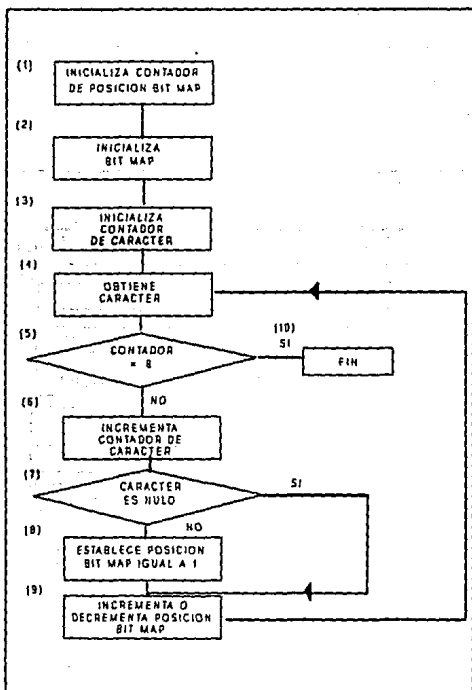 (1)
INICIALIZA CONTADOR
DE POSICION BIT MAP
(2)
INICIALIZA
BIT MAP
(3)
INICIALIZA
CONTADOR
DE CARACTER
(4)
OBTIENE
CARACTER
(5)
CONTADOR
= 8
(10)
SI
FIN
NO
(6)
INCREMENTA
CONTADOR DE
CARACTER
(7)
CARACTER
ES NULO
SI
NO
(8)
ESTABLECE POSICION
BIT MAP IGUAL A 1
(9)
INCREMENTA O
DECREMENTA POSICION
BIT MAP